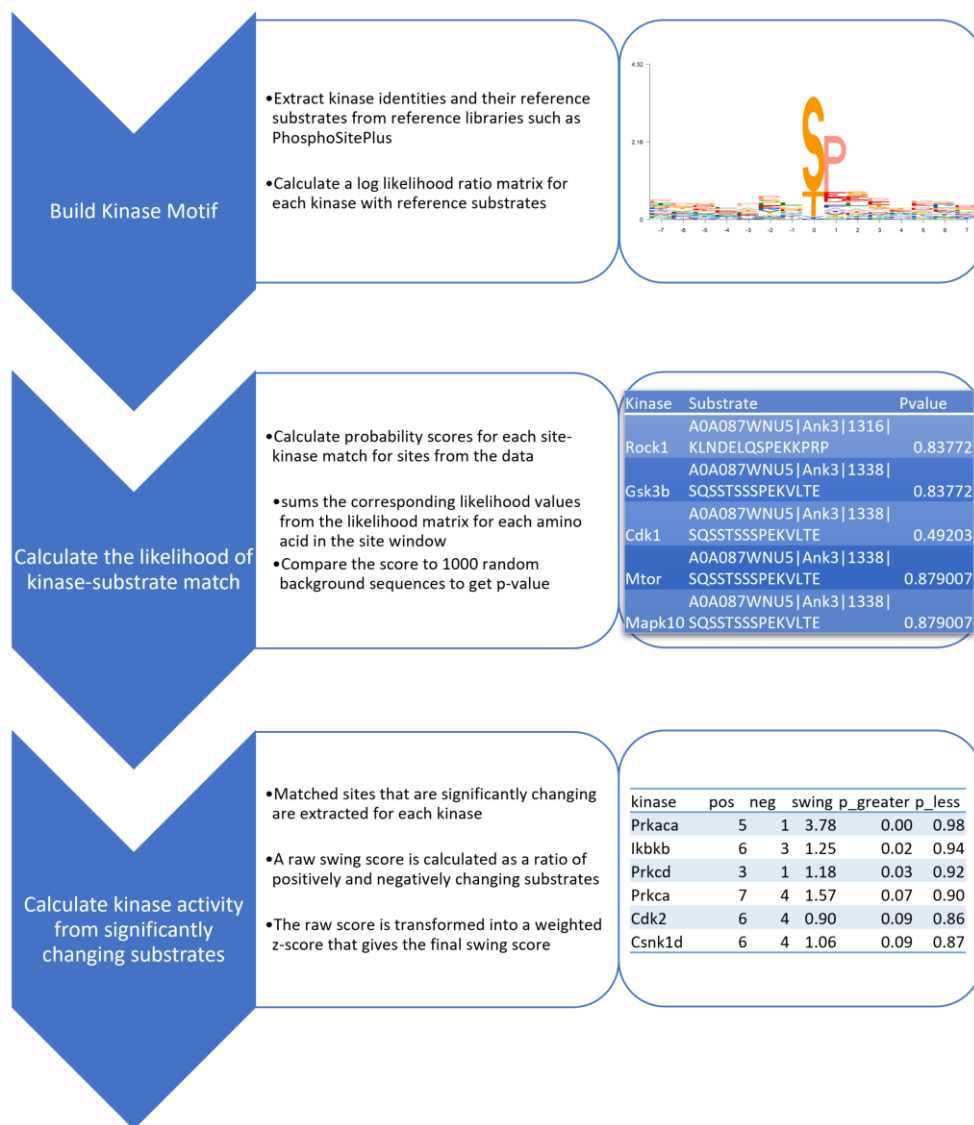 Build Kinase Motif
•Extract kinase identities and their reference
substrates from reference libraries such as
PhosphoSitePlus
•Calculate a log likelihood ratio matrix for
each kinase with reference substrates
4.32
2.16
0
S
T
P
-7 -6 -5 -4 -3 -2 -1 0 1 2 3 4 5 6 7
Calculate the likelihood of
kinase-substrate match
•Calculate probability scores for each site-
kinase match for sites from the data
•sums the corresponding likelihood values
from the likelihood matrix for each amino
acid in the site window
•Compare the score to 1000 random
background sequences to get p-value
Kinase Substrate Pvalue
A0A087WNU5|Ank3|1316|
Rock1 KLNDELQSPEKKPRP 0.83772
A0A087WNU5|Ank3|1338|
Gsk3b SQSSTSSSPEKVLTE 0.83772
A0A087WNU5|Ank3|1338|
Cdk1 SQSSTSSSPEKVLTE 0.49203
A0A087WNU5|Ank3|1338|
Mtor SQSSTSSSPEKVLTE 0.879007
A0A087WNU5|Ank3|1338|
Mapk10 SQSSTSSSPEKVLTE 0.879007
Calculate kinase activity
from significantly
changing substrates
•Matched sites that are significantly changing
are extracted for each kinase
•A raw swing score is calculated as a ratio of
positively and negatively changing substrates
•The raw score is transformed into a weighted
z-score that gives the final swing score
kinase pos neg swing p_greater p_less
Prkaca 5 1 3.78 0.00 0.98
Ikbkb 6 3 1.25 0.02 0.94
Prkcd 3 1 1.18 0.03 0.92
Prkca 7 4 1.57 0.07 0.90
Cdk2 6 4 0.90 0.09 0.86
Csnk1d 6 4 1.06 0.09 0.87